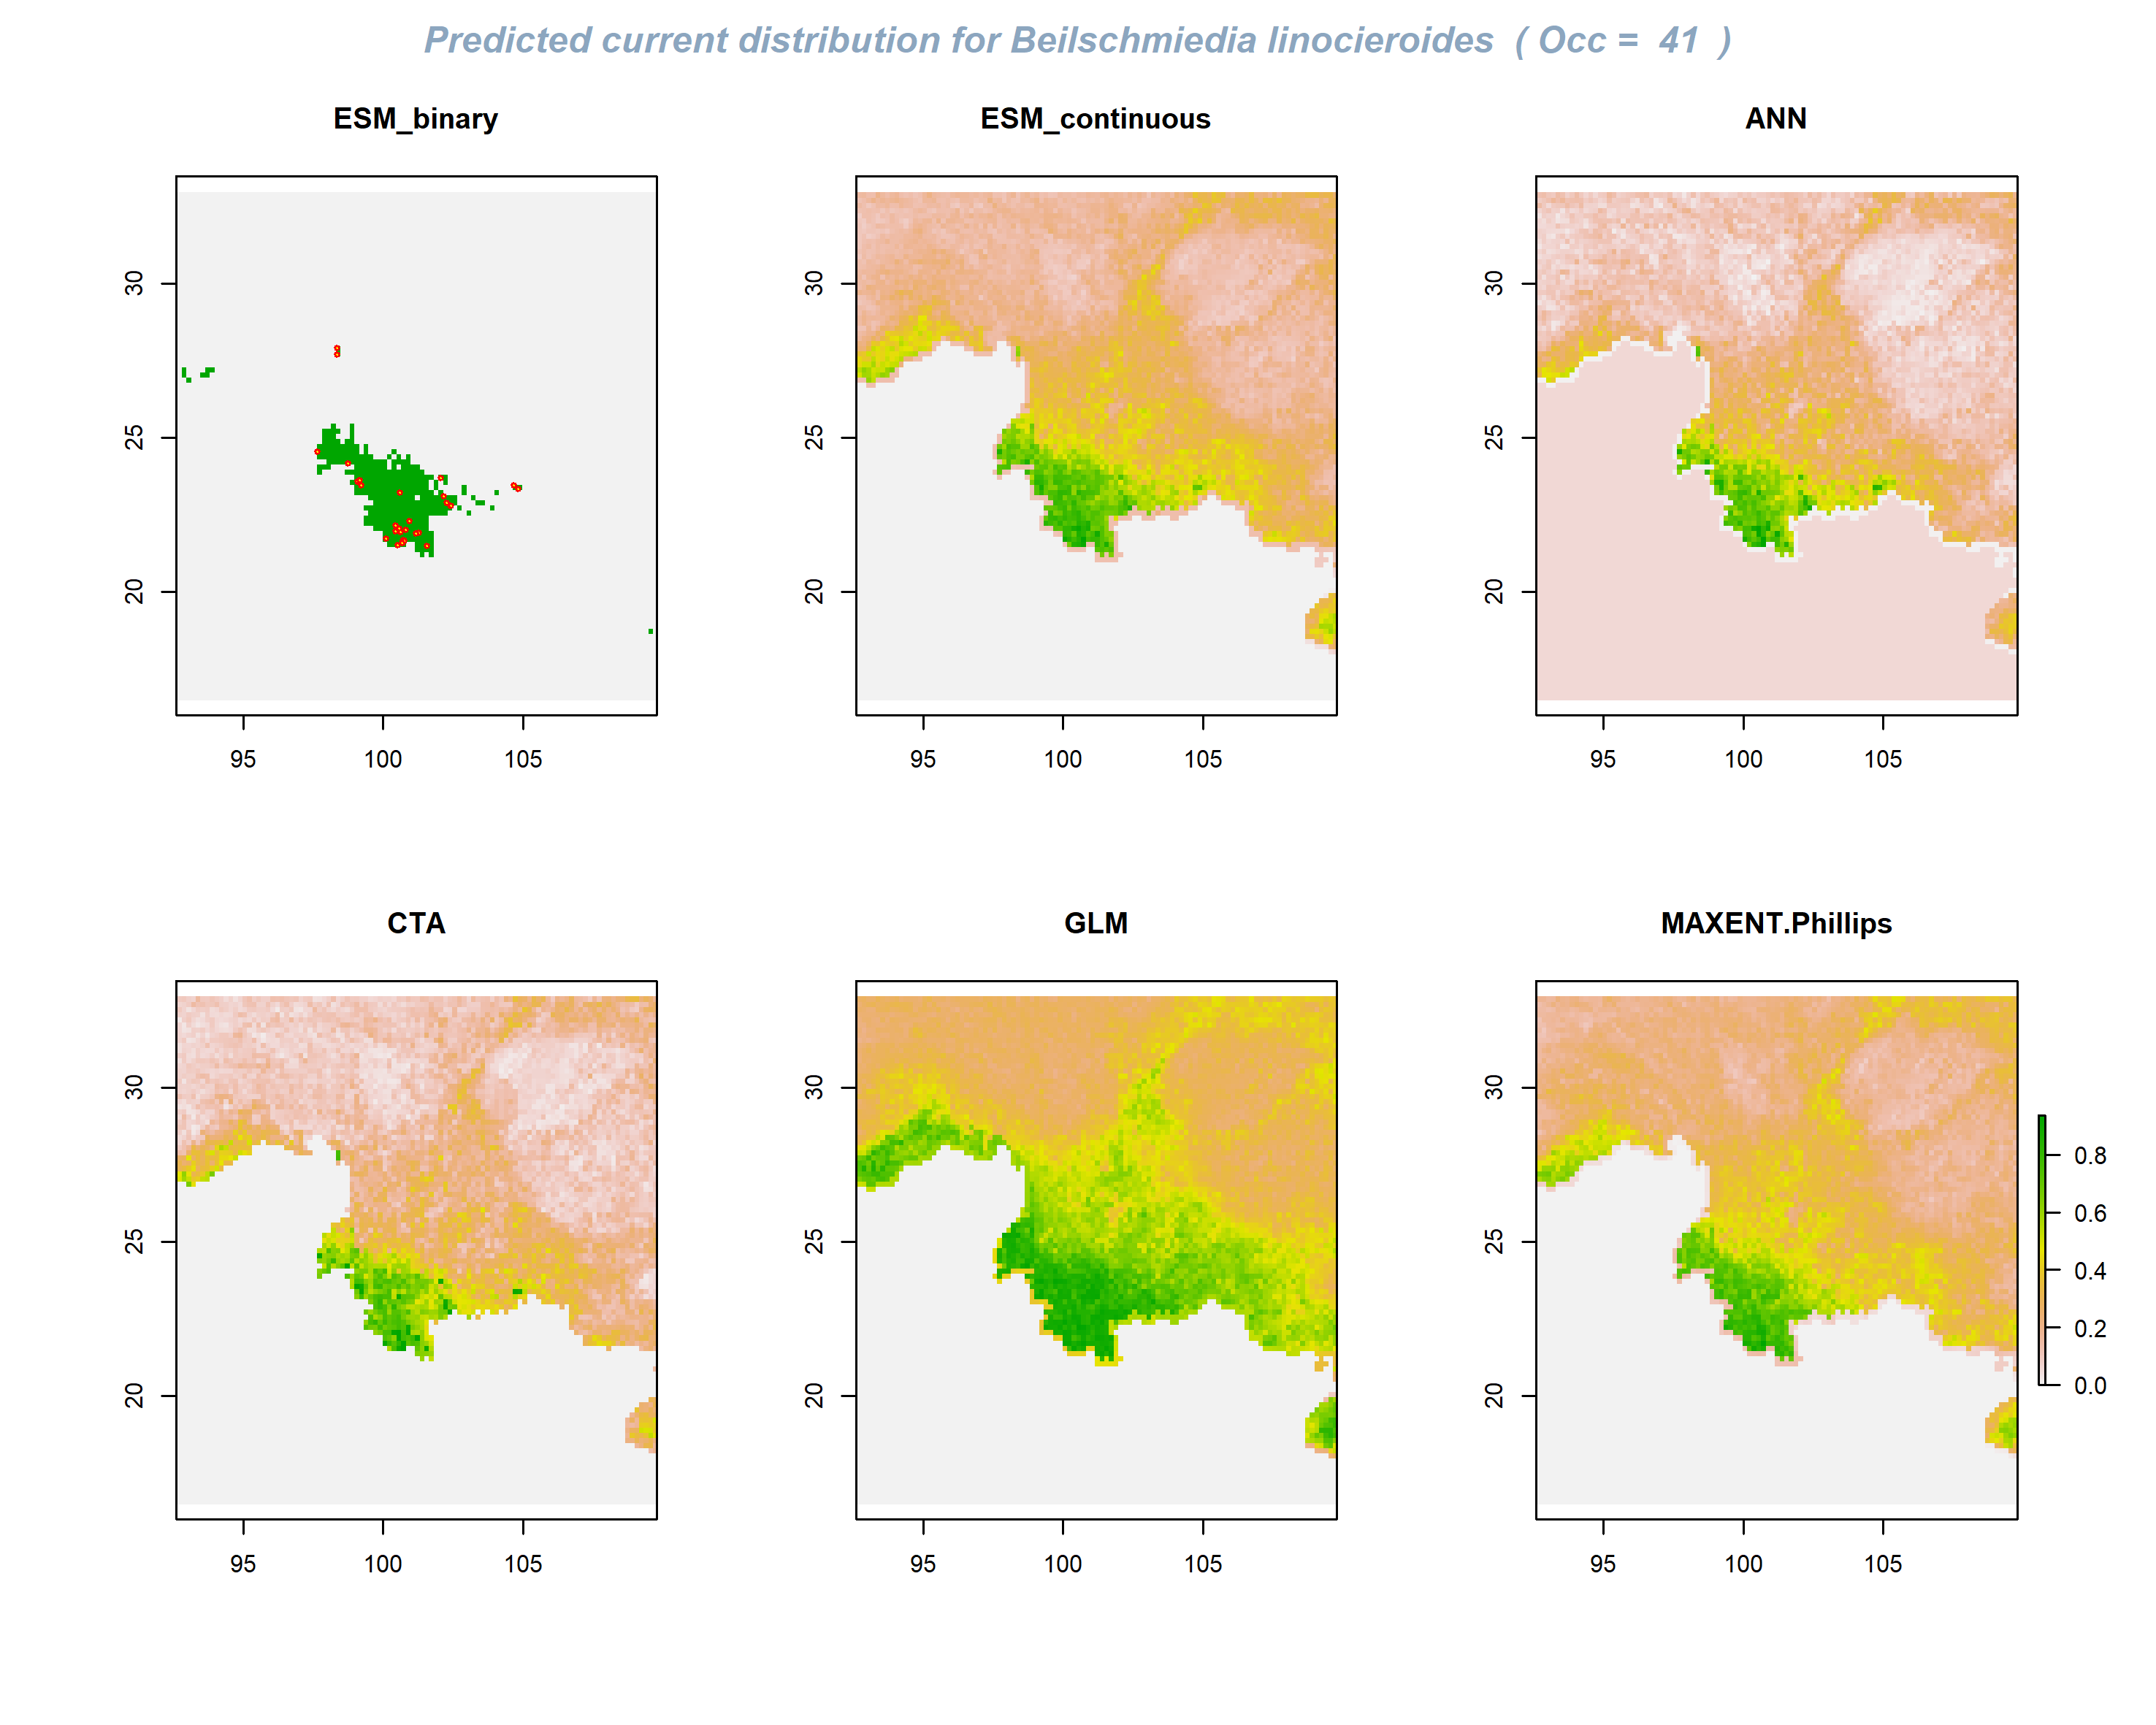 Predicted current distribution for Beilschmiedia linocieroides ( Occ = 41 )
ESM_binary
ESM_continuous
ANN
30
25
20
95 100 105
30
25
20
95 100 105
30
25
20
95 100 105
CTA
GLM
MAXENT.Phillips
30
25
20
95 100 105
30
25
20
95 100 105
30
25
20
95 100 105
0.8
0.6
0.4
0.2
0.0